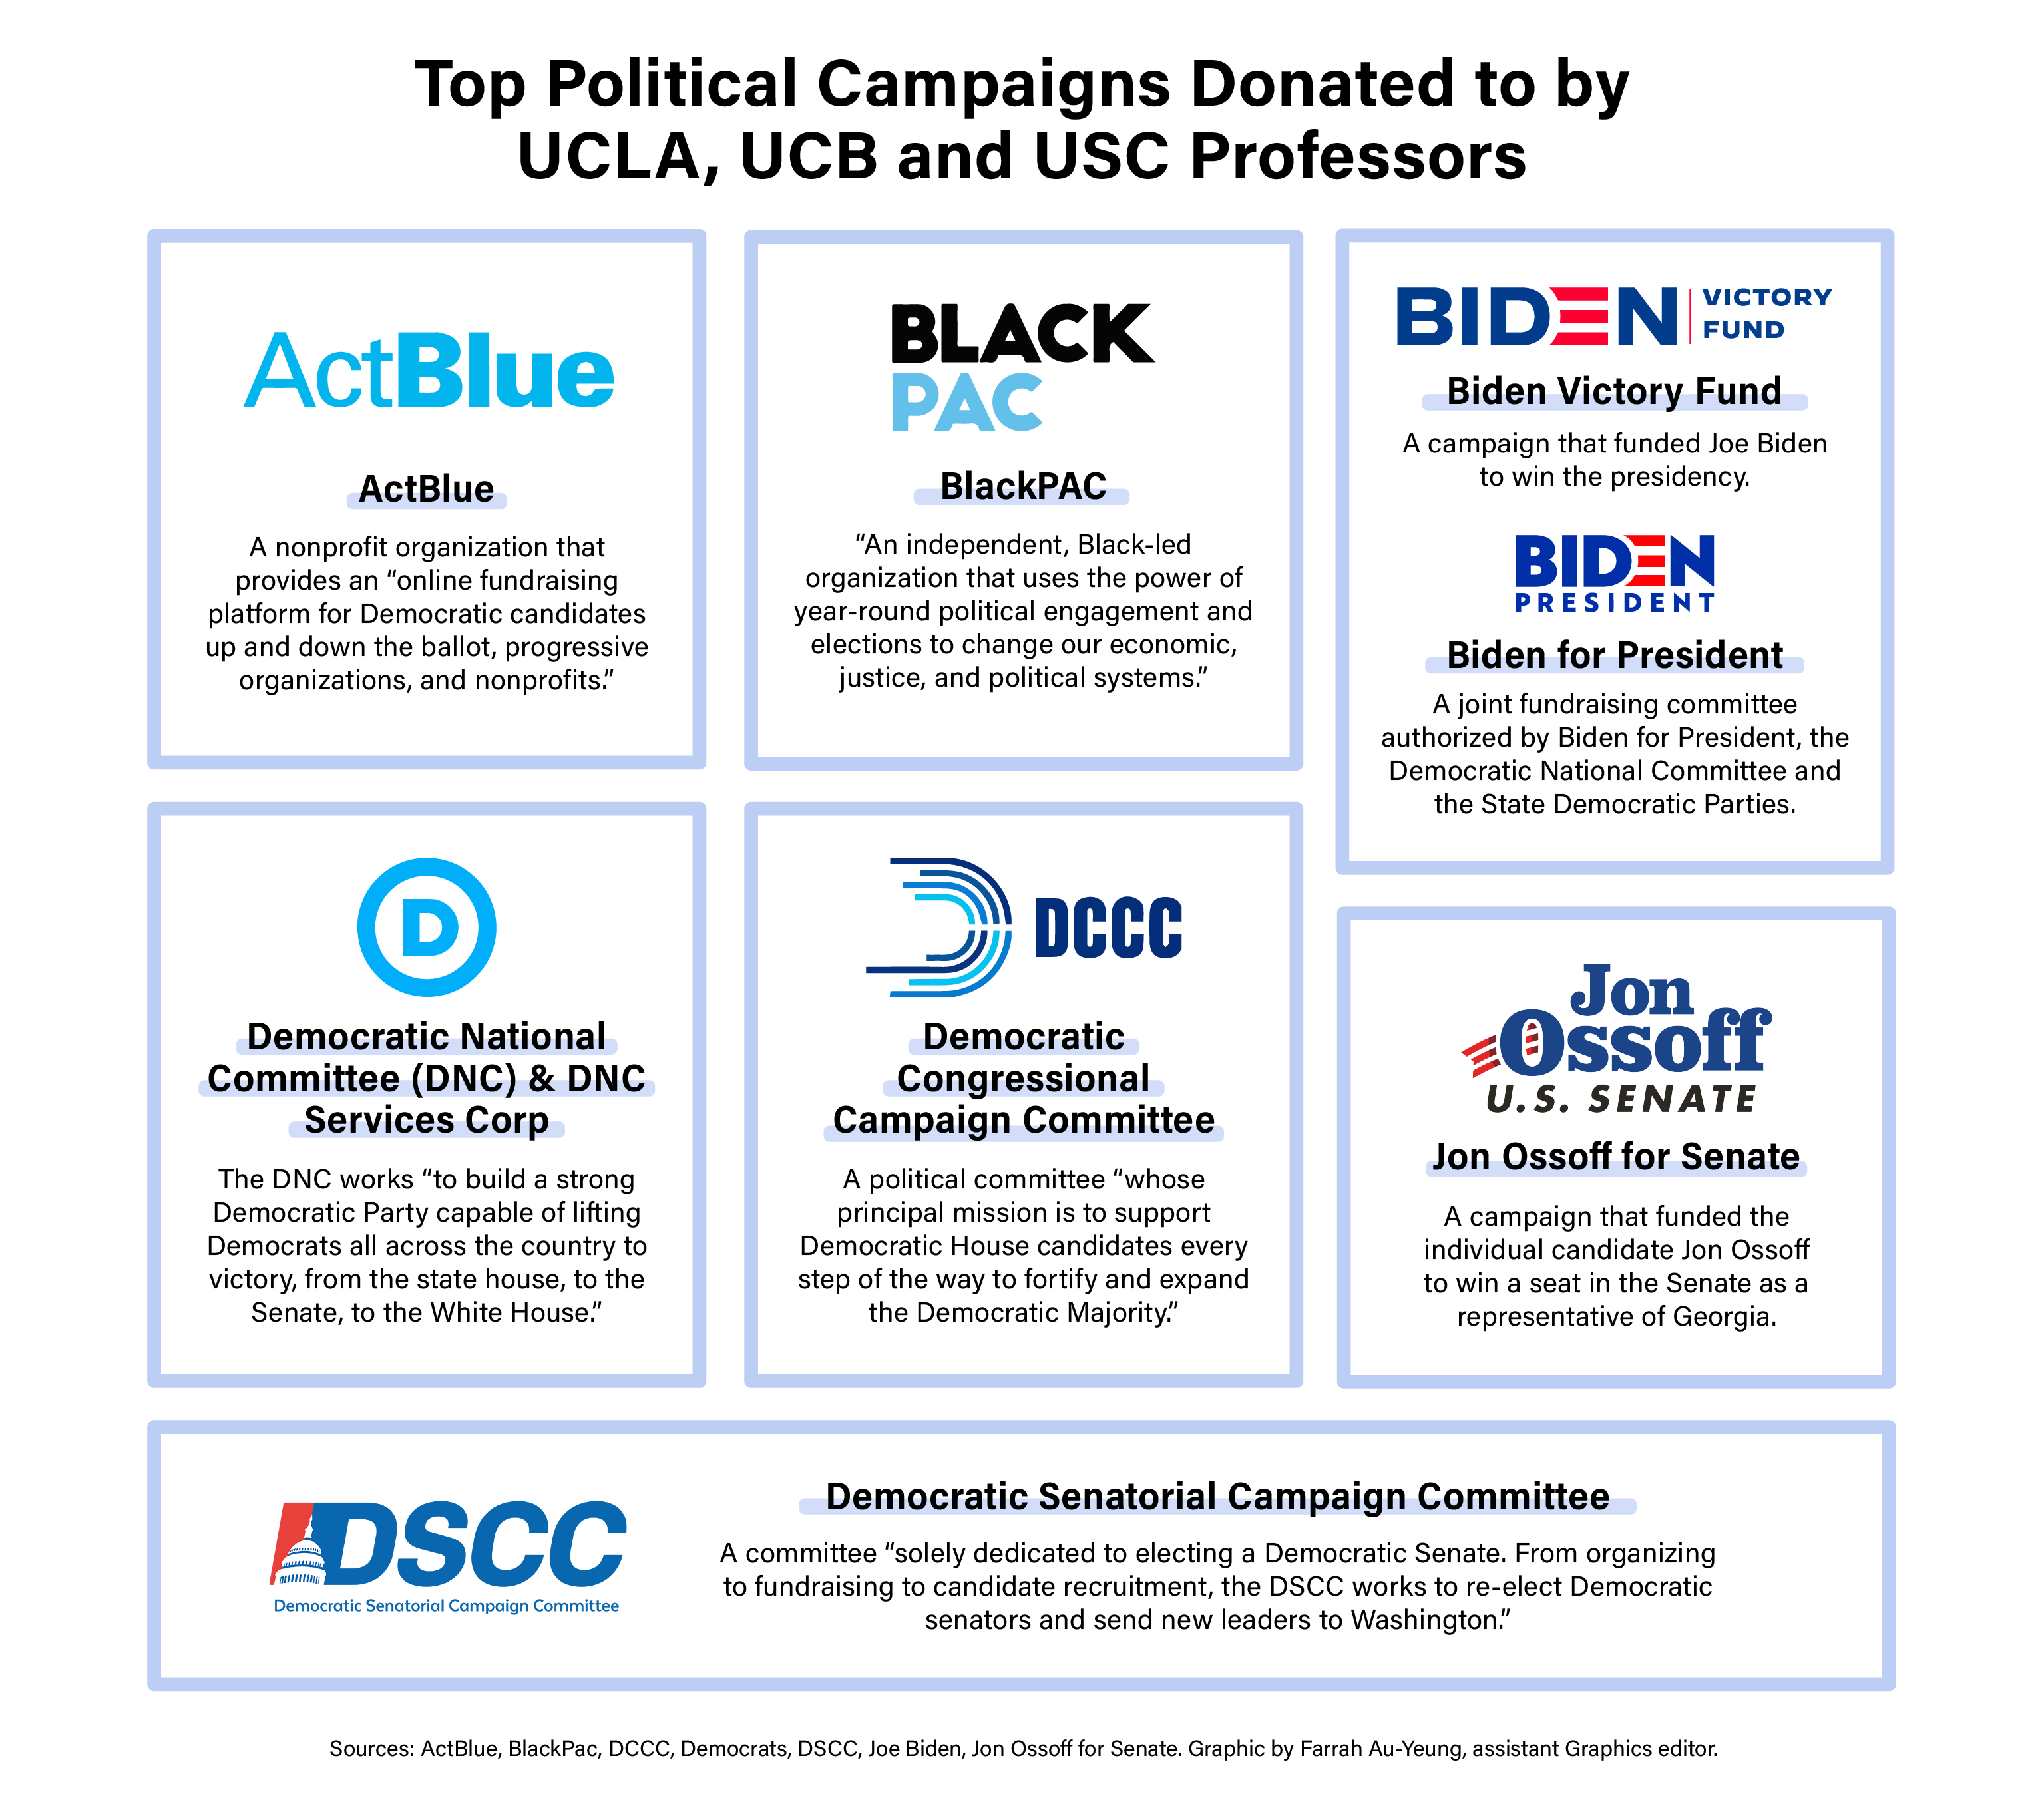 Top Political Campaigns Donated to by
UCLA, UCB and USC Professors
ActBlue
ActBlue
A nonprofit organization that
provides an “online fundraising
platform for Democratic candidates
up and down the ballot, progressive
organizations, and nonprofits.”
BLACK
PAC
BlackPAC
“An independent, Black-led
organization that uses the power of
year-round political engagement and
elections to change our economic,
justice, and political systems.”
BIDEN VICTORY
FUND
Biden Victory Fund
A campaign that funded Joe Biden
to win the presidency.
BIDEN
PRESIDENT
Biden for President
A joint fundraising committee
authorized by Biden for President, the
Democratic National Committee and
the State Democratic Parties.
D
Democratic National
Committee (DNC) & DNC
Services Corp
The DNC works “to build a strong
Democratic Party capable of lifting
Democrats all across the country to
victory, from the state house, to the
Senate, to the White House.”
DCCC
Democratic
Congressional
Campaign Committee
A political committee “whose
principal mission is to support
Democratic House candidates every
step of the way to fortify and expand
the Democratic Majority.”
Jon
Ossoff
U.S. SENATE
Jon Ossoff for Senate
A campaign that funded the
individual candidate Jon Ossoff
to win a seat in the Senate as a
representative of Georgia.
DSCC
Democratic Senatorial Campaign Committee
Democratic Senatorial Campaign Committee
A committee “solely dedicated to electing a Democratic Senate. From organizing
to fundraising to candidate recruitment, the DSCC works to re-elect Democratic
senators and send new leaders to Washington.”
Sources: ActBlue, BlackPac, DCCC, Democrats, DSCC, Joe Biden, Jon Ossoff for Senate. Graphic by Farrah Au-Yeung, assistant Graphics editor.